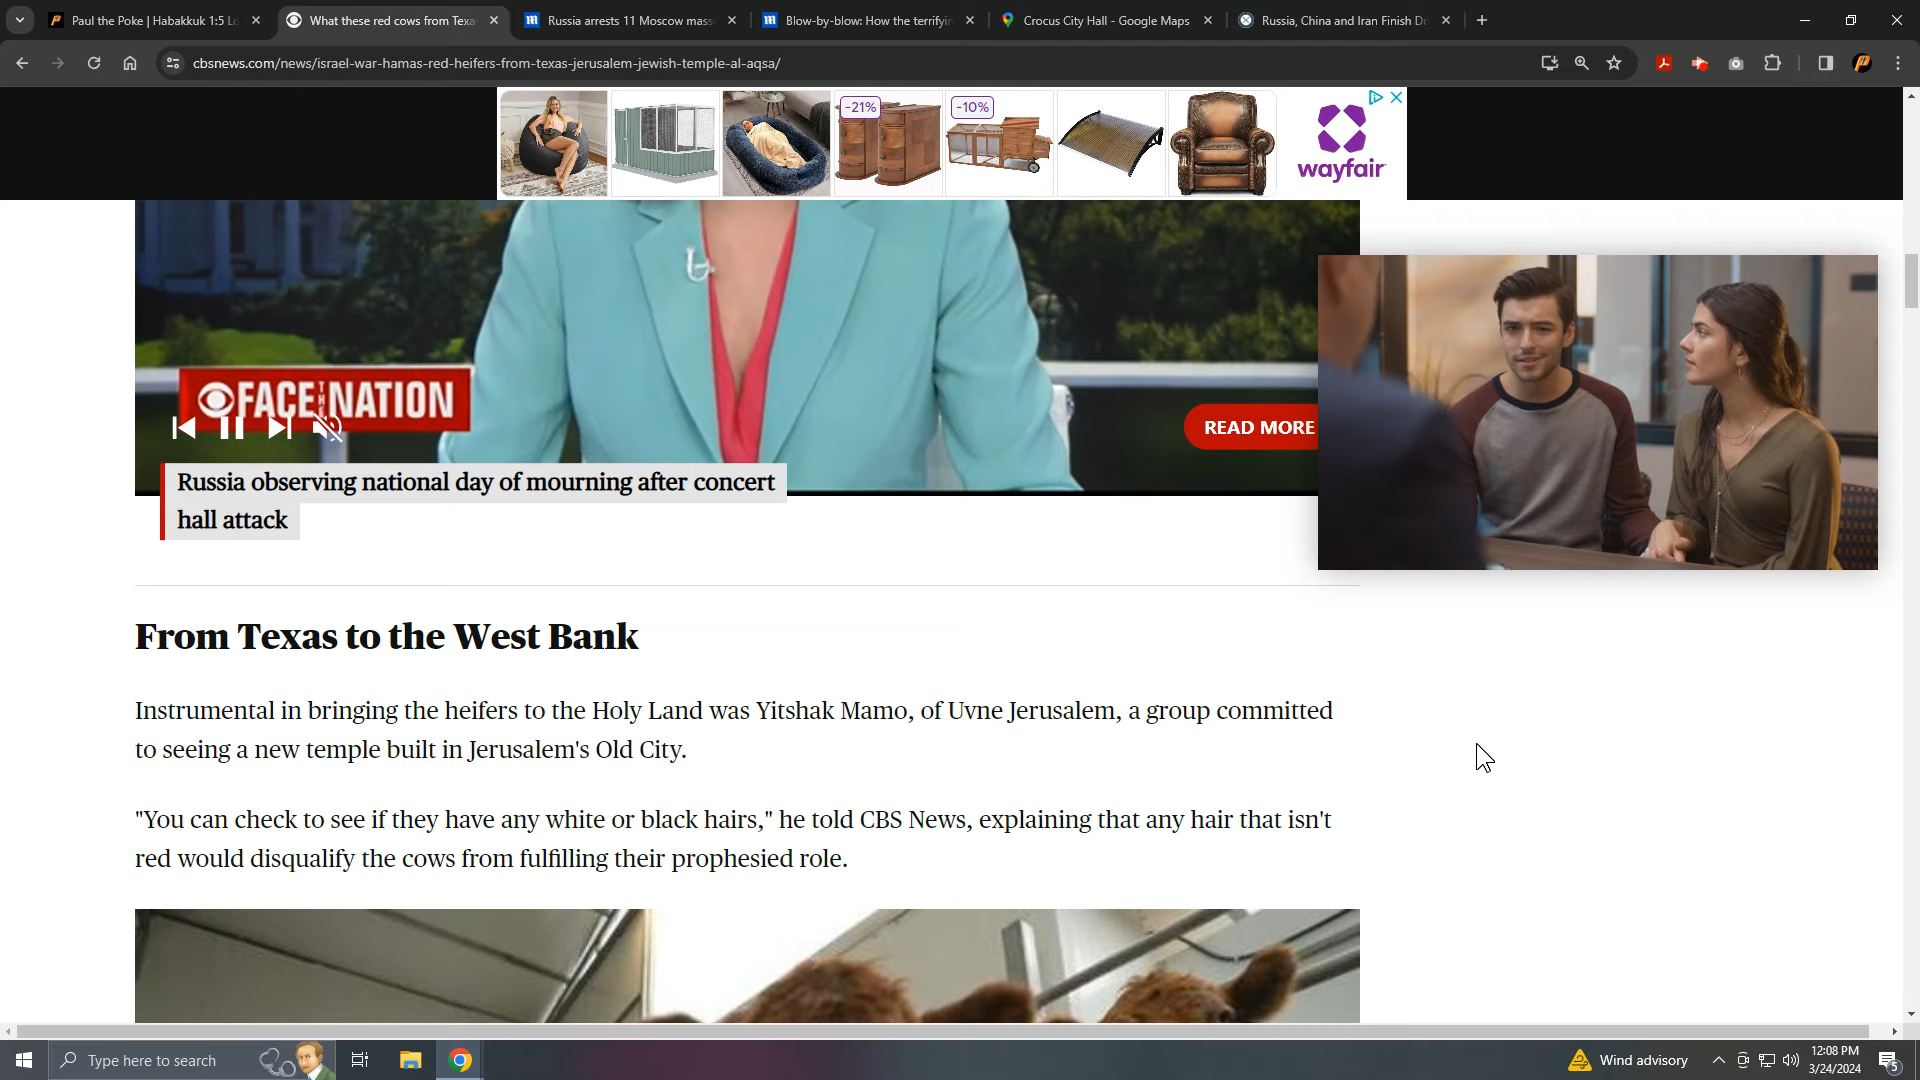 Paul the Poke | Habakkuk 1:5 Lo
What these red cows from Texa
Russia arrests 11 Moscow mass
Blow-by-blow: How the terrifyin
Crocus City Hall - Google Maps
Russia, China and Iran Finish Dr
cbsnews.com/news/israel-war-hamas-red-heifers-from-texas-jerusalem-jewish-temple-al-aqsa/
-21%
-10%
wayfair
FACE THE NATION
READ MORE
Russia observing national day of mourning after concert
hall attack
From Texas to the West Bank
Instrumental in bringing the heifers to the Holy Land was Yitshak Mamo, of Uvne Jerusalem, a group committed
to seeing a new temple built in Jerusalem's Old City.
"You can check to see if they have any white or black hairs," he told CBS News, explaining that any hair that isn't
red would disqualify the cows from fulfilling their prophesied role.
Type here to search
Wind advisory
12:08 PM
3/24/2024
5